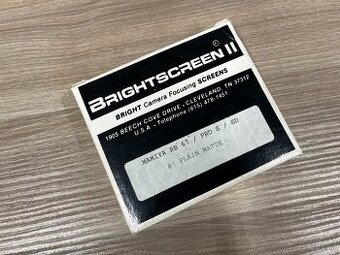 BRIGHTSCREEN II ®
BRIGHT Camera Focusing SCREENS
1905 BEECH COVE DRIVE - CLEVELAND, TN 37312
U.S.A - Telephone (615) 478-1451
MAMIYA RB 67 / PRO S / SD
#1 PLAIN MATTE